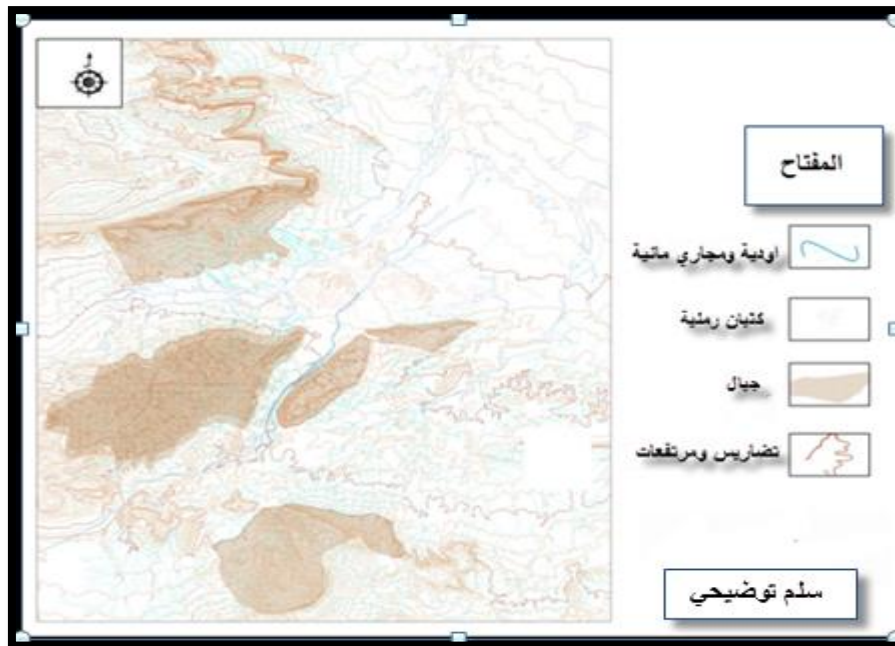 المفتاح
اودية ومجاري مائية
كثبان رملية
جبال
تضاريس ومرتفعات
سلم توضيحي